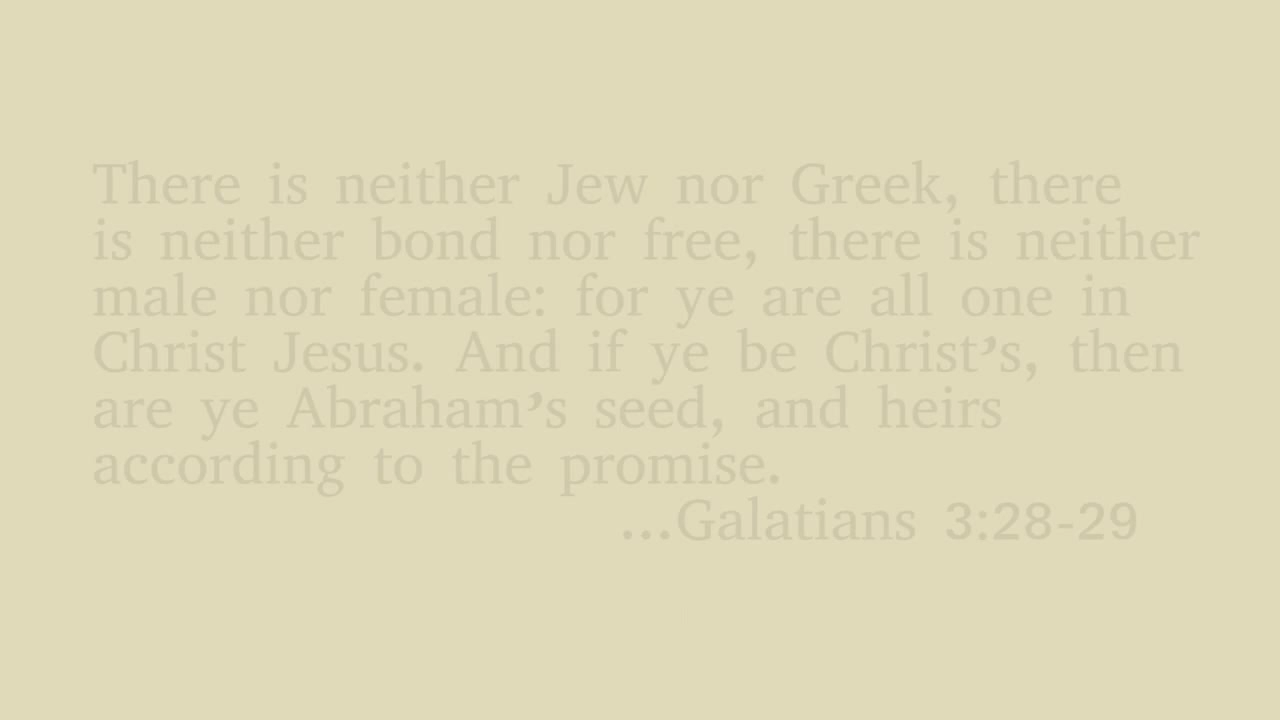 There is neither Jew nor Greek, there
is neither bond nor free, there is neither
male nor female: for ye are all one in
Christ Jesus. And if ye be Christ’s, then
are ye Abraham’s seed, and heirs
according to the promise.
...Galatians 3:28-29